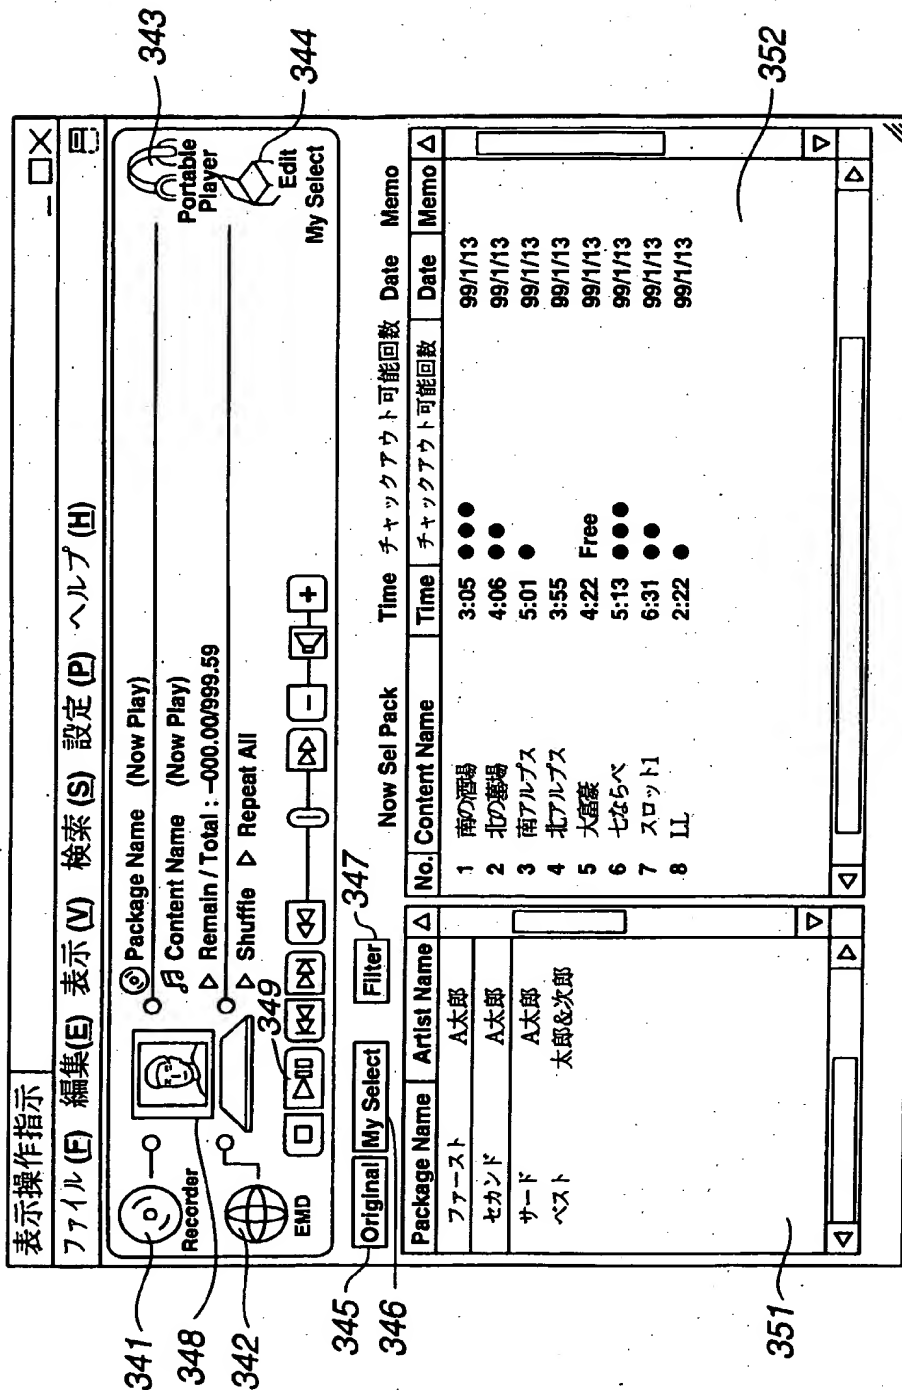 表示操作指示
ファイル (F) 編集(E) 表示 (V) 検索 (S) 設定 (P) ヘルプ (H)
341
Recorder
348
342
EMD
349
Package Name (Now Play)
Content Name (Now Play)
▷ Remain / Total : –000.00/999.59
▷ Shuffle ▷ Repeat All
− +
Portable
Player
343
Edit
344
My Select
345
Original
My Select
346
Filter
347
Now Sel Pack Time チャックアウト可能回数 Date Memo
Package Name Artist Name
ファースト A太郎
セカンド A太郎
サード A太郎
ベスト 太郎&次郎
351
No. Content Name Time チャックアウト可能回数 Date Memo
1 南の酒場 3:05 ●●● 99/1/13
2 北の墓場 4:06 ●● 99/1/13
3 南アルプス 5:01 ● 99/1/13
4 北アルプス 3:55 99/1/13
5 大富豪 4:22 Free 99/1/13
6 七ならべ 5:13 ●●● 99/1/13
7 スロット1 6:31 ●● 99/1/13
8 LL 2:22 ● 99/1/13
352